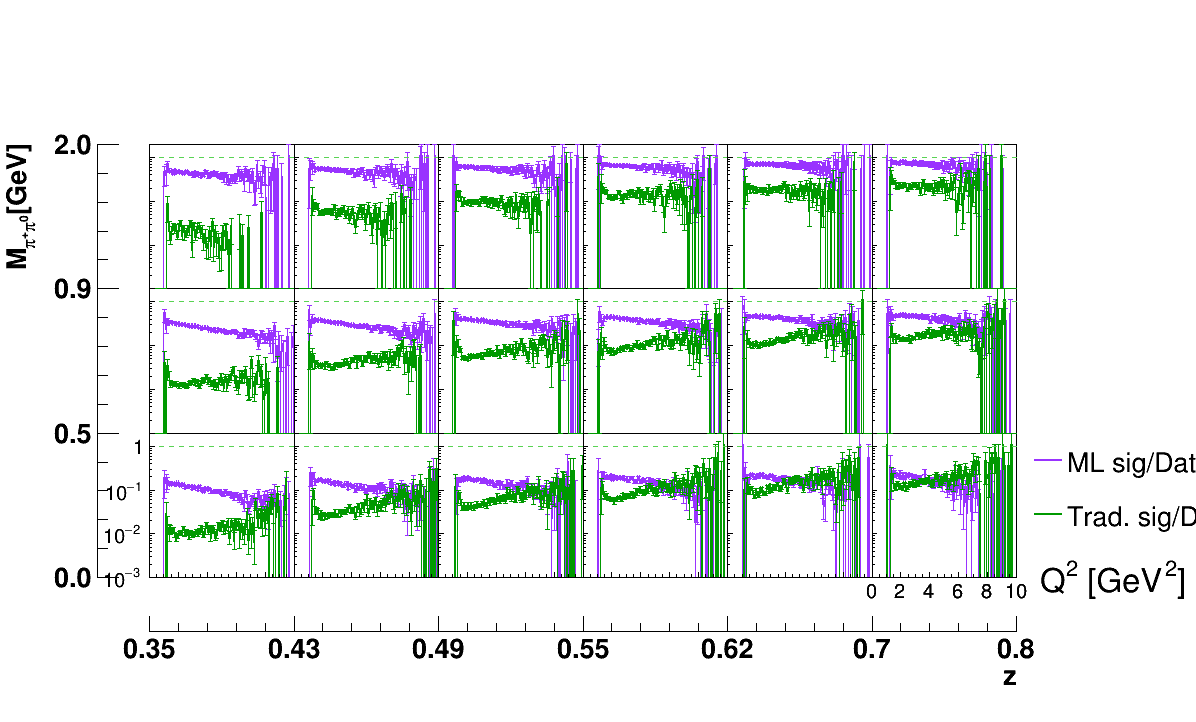 2.0
M_{π⁺π⁰}[GeV]
0.9
0.5
1
10⁻¹
10⁻²
0.0
10⁻³
ML sig/Dat
Trad. sig/D
0 2 4 6 8 10
Q² [GeV²]
0.35 0.43 0.49 0.55 0.62 0.7 0.8
z